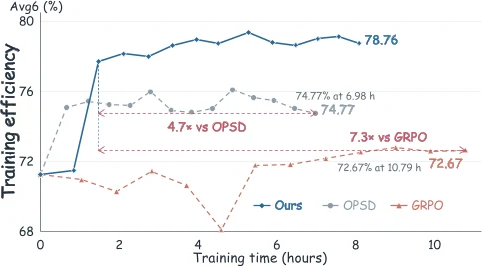 Avg6 (%)
80
76
72
68
Training efficiency
78.76
74.77% at 6.98 h
74.77
4.7× vs OPSD
7.3× vs GRPO
72.67% at 10.79 h
72.67
Ours
OPSD
GRPO
0 2 4 6 8 10
Training time (hours)